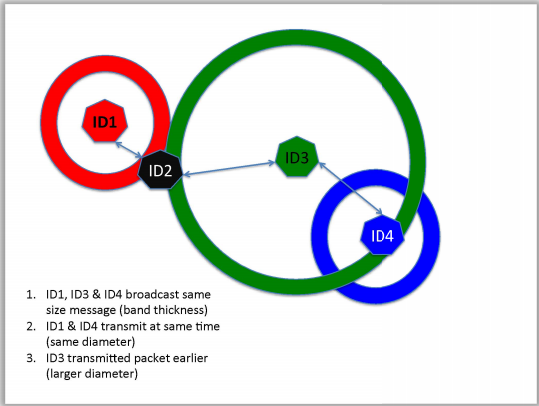 ID1
ID2
ID3
ID4
1. ID1, ID3 & ID4 broadcast same
size message (band thickness)
2. ID1 & ID4 transmit at same time
(same diameter)
3. ID3 transmitted packet earlier
(larger diameter)